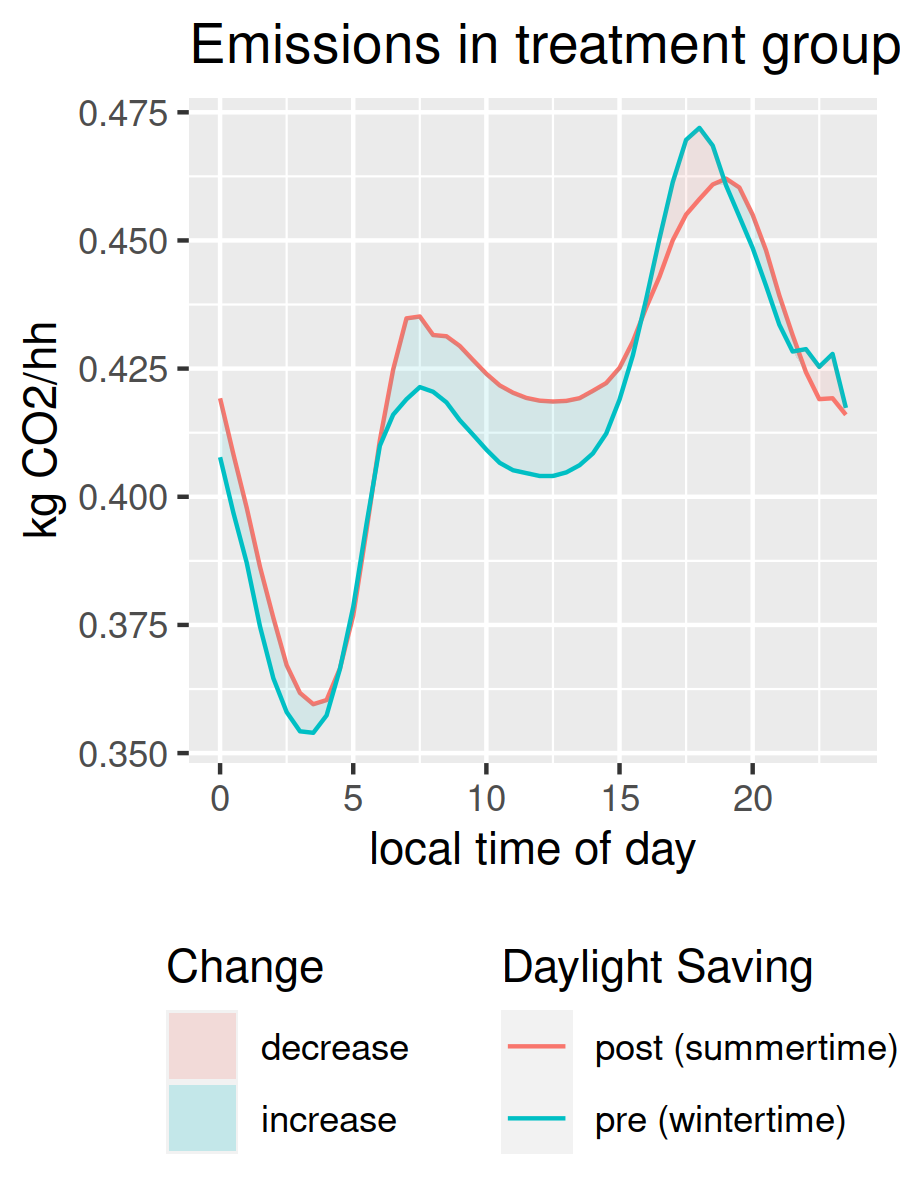 Emissions in treatment group
kg CO2/hh
0.475
0.450
0.425
0.400
0.375
0.350
0 5 10 15 20
local time of day
Change
decrease
increase
Daylight Saving
post (summertime)
pre (wintertime)